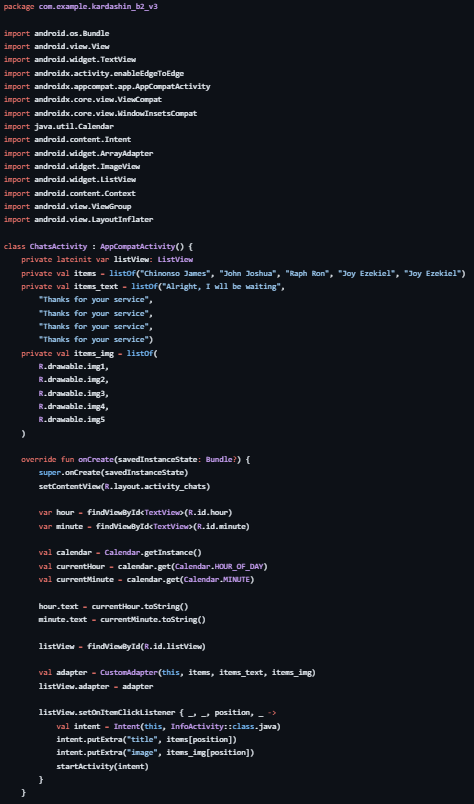 package com.example.kardashin_b2_v3
import android.os.Bundle
import android.view.View
import android.widget.TextView
import androidx.activity.enableEdgeToEdge
import androidx.appcompat.app.AppCompatActivity
import androidx.core.view.ViewCompat
import androidx.core.view.WindowInsetsCompat
import java.util.Calendar
import android.content.Intent
import android.widget.ArrayAdapter
import android.widget.ImageView
import android.widget.ListView
import android.content.Context
import android.view.ViewGroup
import android.view.LayoutInflater
class ChatsActivity : AppCompatActivity() {
    private lateinit var listView: ListView
    private val items = listOf("Chinonso James", "John Joshua", "Raph Ron", "Joy Ezekiel", "Joy Ezekiel")
    private val items_text = listOf("Alright, I wll be waiting",
        "Thanks for your service",
        "Thanks for your service",
        "Thanks for your service",
        "Thanks for your service")
    private val items_img = listOf(
        R.drawable.img1,
        R.drawable.img2,
        R.drawable.img3,
        R.drawable.img4,
        R.drawable.img5
    )
    override fun onCreate(savedInstanceState: Bundle?) {
        super.onCreate(savedInstanceState)
        setContentView(R.layout.activity_chats)
        var hour = findViewById<TextView>(R.id.hour)
        var minute = findViewById<TextView>(R.id.minute)
        val calendar = Calendar.getInstance()
        val currentHour = calendar.get(Calendar.HOUR_OF_DAY)
        val currentMinute = calendar.get(Calendar.MINUTE)
        hour.text = currentHour.toString()
        minute.text = currentMinute.toString()
        listView = findViewById(R.id.listView)
        val adapter = CustomAdapter(this, items, items_text, items_img)
        listView.adapter = adapter
        listView.setOnItemClickListener { _, _, position, _ ->
            val intent = Intent(this, InfoActivity::class.java)
            intent.putExtra("title", items[position])
            intent.putExtra("image", items_img[position])
            startActivity(intent)
        }
    }